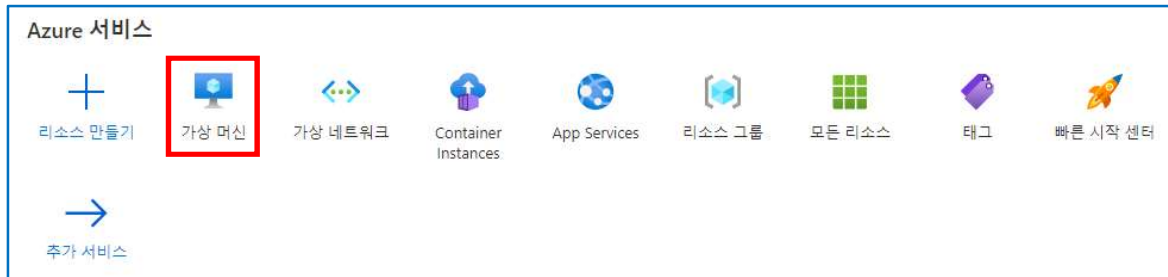 Azure 서비스
리소스 만들기
가상 머신
가상 네트워크
Container
Instances
App Services
리소스 그룹
모든 리소스
태그
빠른 시작 센터
추가 서비스